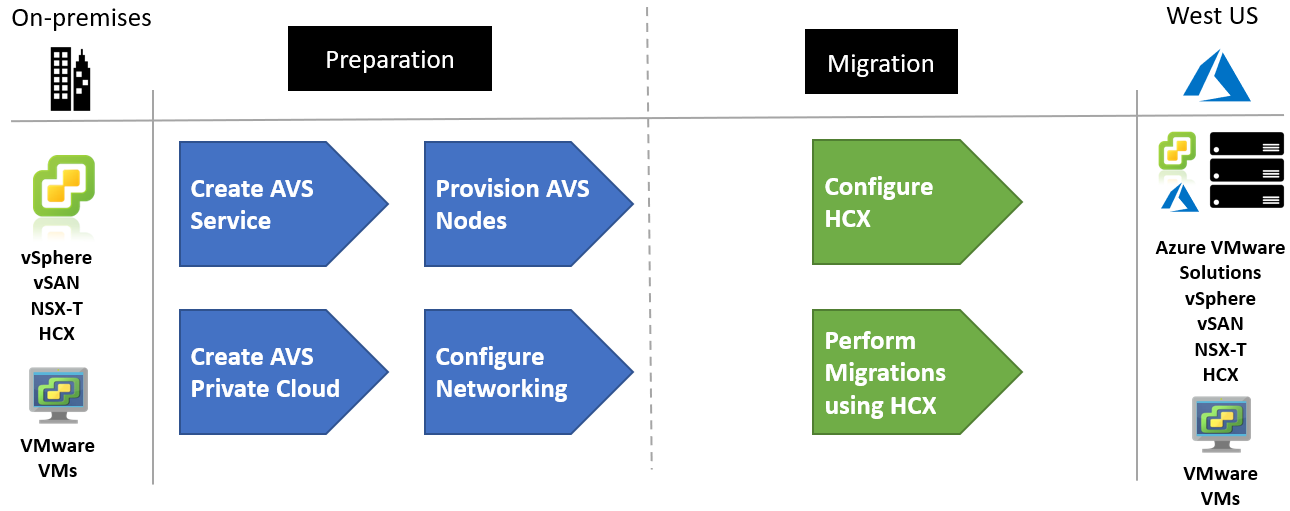 On-premises
Preparation
Migration
West US
vSphere
vSAN
NSX-T
HCX
VMware
VMs
Create AVS
Service
Provision AVS
Nodes
Create AVS
Private Cloud
Configure
Networking
Configure
HCX
Perform
Migrations
using HCX
Azure VMware
Solutions
vSphere
vSAN
NSX-T
HCX
VMware
VMs